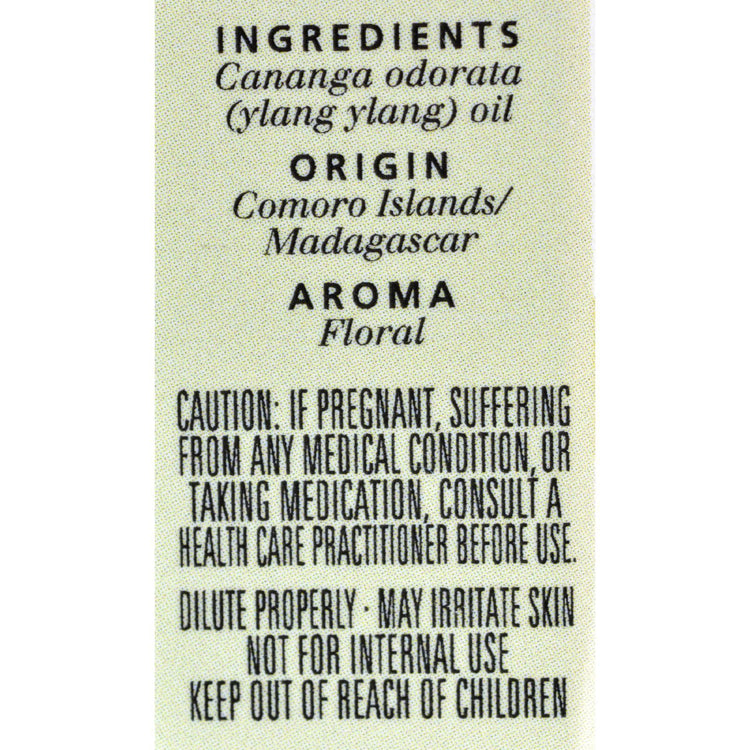 INGREDIENTS
Cananga odorata
(ylang ylang) oil
ORIGIN
Comoro Islands/
Madagascar
AROMA
Floral
CAUTION: IF PREGNANT, SUFFERING
FROM ANY MEDICAL CONDITION, OR
TAKING MEDICATION, CONSULT A
HEALTH CARE PRACTITIONER BEFORE USE.
DILUTE PROPERLY · MAY IRRITATE SKIN
NOT FOR INTERNAL USE
KEEP OUT OF REACH OF CHILDREN